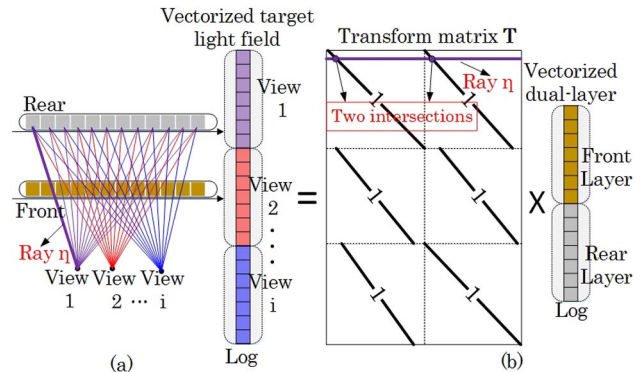 (a)
Vectorized target
light field
Rear
Front
Ray η
View
1
View
2
...
View
i
View
1
View
2
View
i
Log
=
(b)
Transform matrix T
Ray η
Two intersections
1
1
1
1
1
1
X
Vectorized
dual-layer
Front
Layer
Rear
Layer
Log